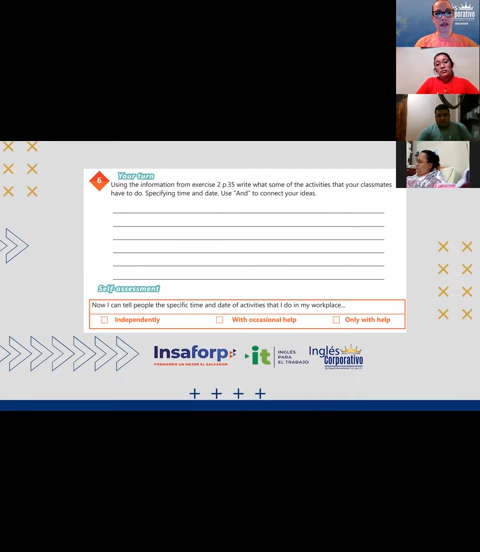 6
Your turn
Using the information from exercise 2 p.35 write what some of the activities that your classmates
have to do. Specifying time and date. Use "And" to connect your ideas.
Self-assessment
Now I can tell people the specific time and date of activities that I do in my workplace...
Independently
With occasional help
Only with help
Insaforp
FORMANDO UN MEJOR EL SALVADOR
it
INGLÉS
PARA
EL TRABAJO
Inglés
Corporativo